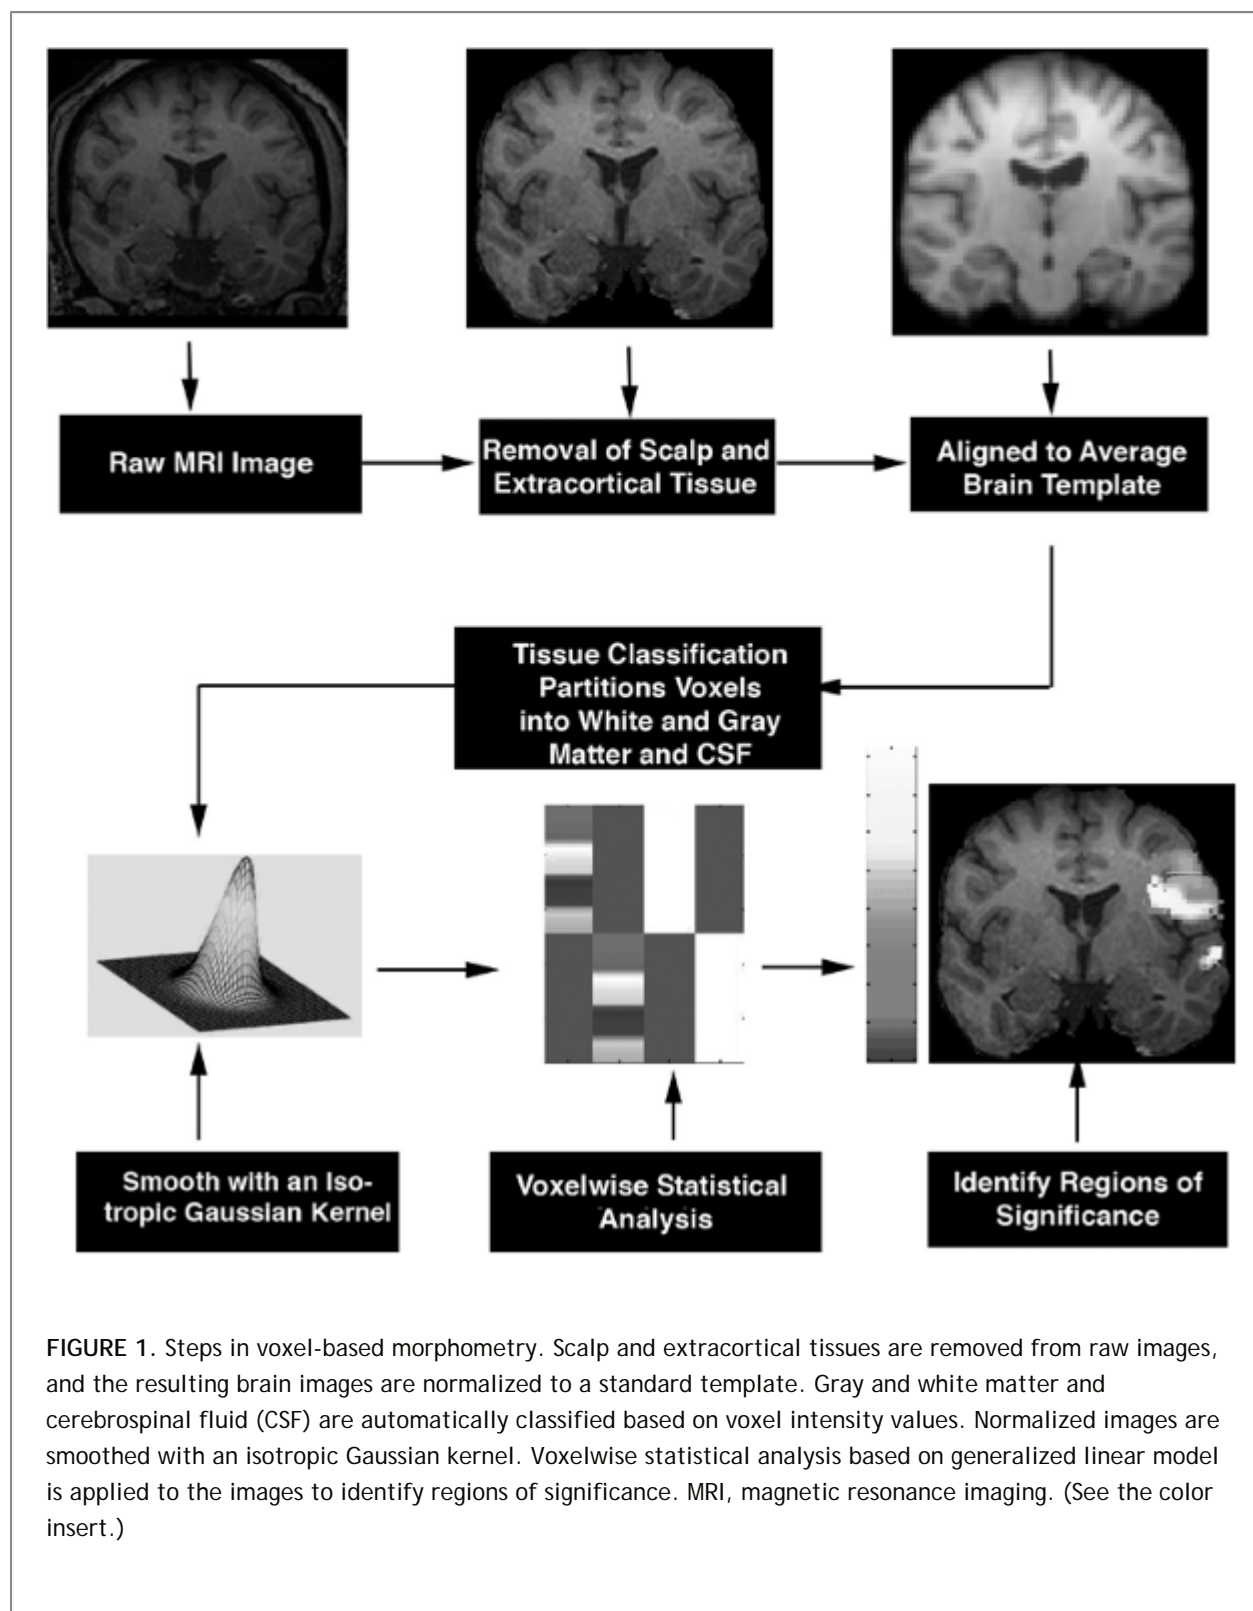 Raw MRI Image
Removal of Scalp and
Extracortical Tissue
Aligned to Average
Brain Template
Tissue Classification
Partitions Voxels
into White and Gray
Matter and CSF
Smooth with an Iso-
tropic Gaussian Kernel
Voxelwise Statistical
Analysis
Identify Regions of
Significance
FIGURE 1. Steps in voxel-based morphometry. Scalp and extracortical tissues are removed from raw images,
and the resulting brain images are normalized to a standard template. Gray and white matter and
cerebrospinal fluid (CSF) are automatically classified based on voxel intensity values. Normalized images are
smoothed with an isotropic Gaussian kernel. Voxelwise statistical analysis based on generalized linear model
is applied to the images to identify regions of significance. MRI, magnetic resonance imaging. (See the color
insert.)